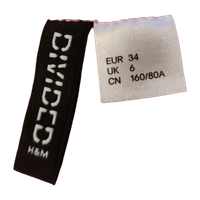 DIVIDED
H&M
EUR 34
UK 6
CN 160/80A